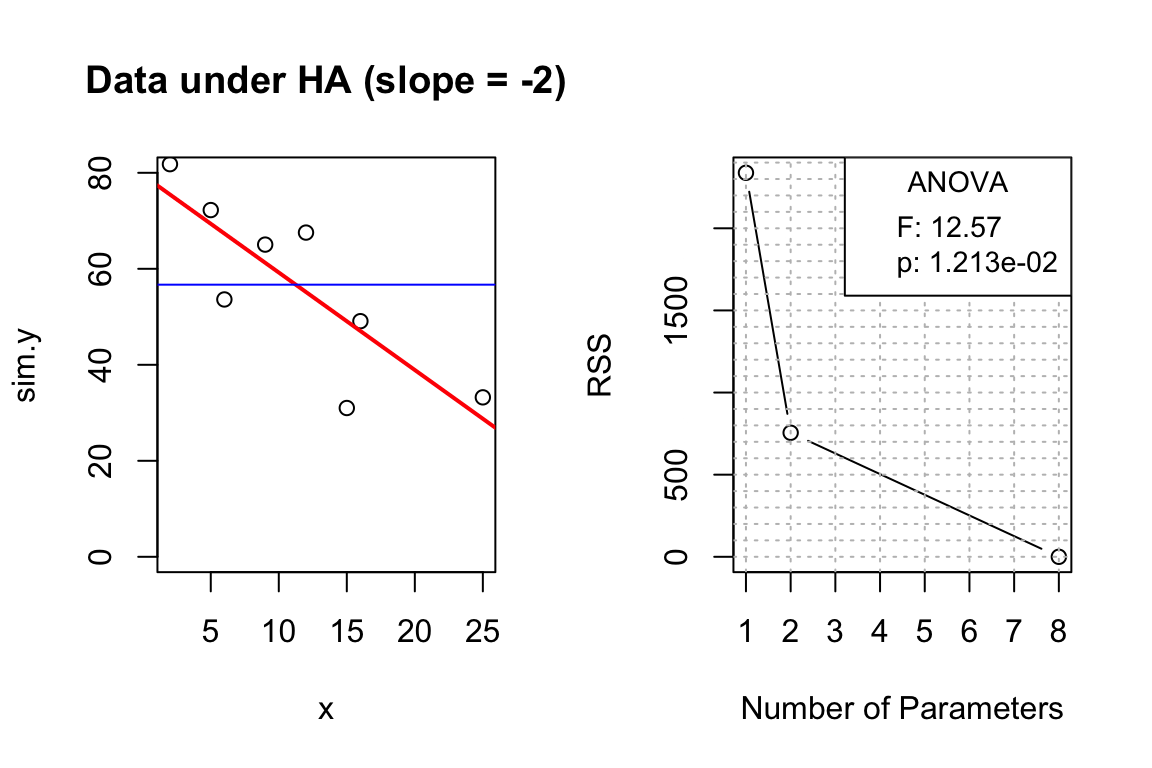 Data under HA (slope = -2)
sim.y
80
60
40
20
0
5 10 15 20 25
x
RSS
1500
500
0
ANOVA
F: 12.57
p: 1.213e-02
1 2 3 4 5 6 7 8
Number of Parameters